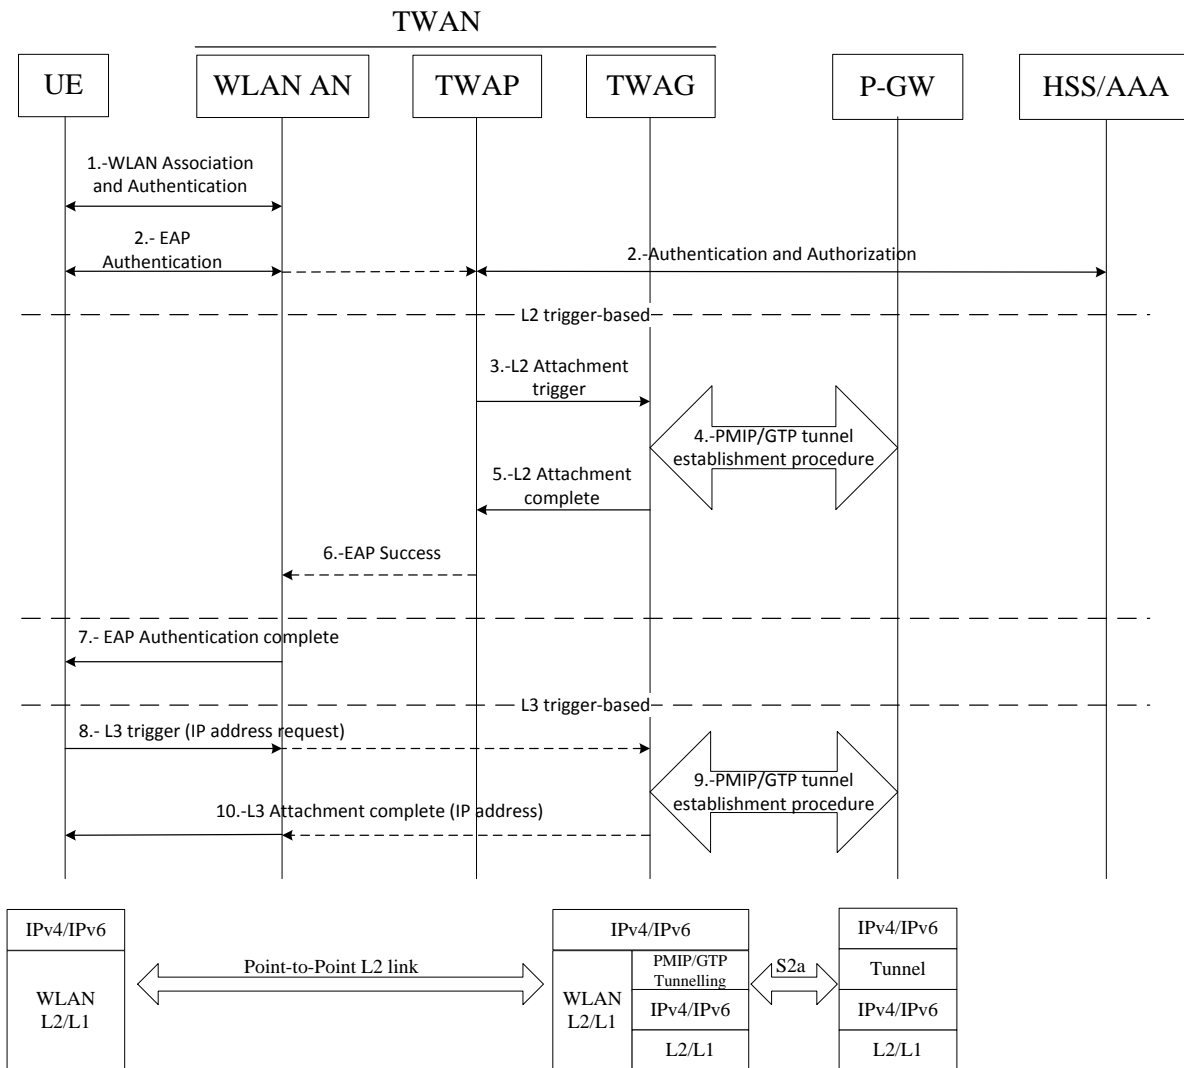 TWAN
UE
WLAN AN
TWAP
TWAG
P-GW
HSS/AAA
1.-WLAN Association
and Authentication
2.- EAP
Authentication
2.-Authentication and Authorization
L2 trigger-based
3.-L2 Attachment
trigger
4.-PMIP/GTP tunnel
establishment procedure
5.-L2 Attachment
complete
6.-EAP Success
7.- EAP Authentication complete
L3 trigger-based
8.- L3 trigger (IP address request)
9.-PMIP/GTP tunnel
establishment procedure
10.-L3 Attachment complete (IP address)
IPv4/IPv6
WLAN
L2/L1
Point-to-Point L2 link
IPv4/IPv6
WLAN
L2/L1
PMIP/GTP
Tunnelling
IPv4/IPv6
L2/L1
S2a
IPv4/IPv6
Tunnel
IPv4/IPv6
L2/L1